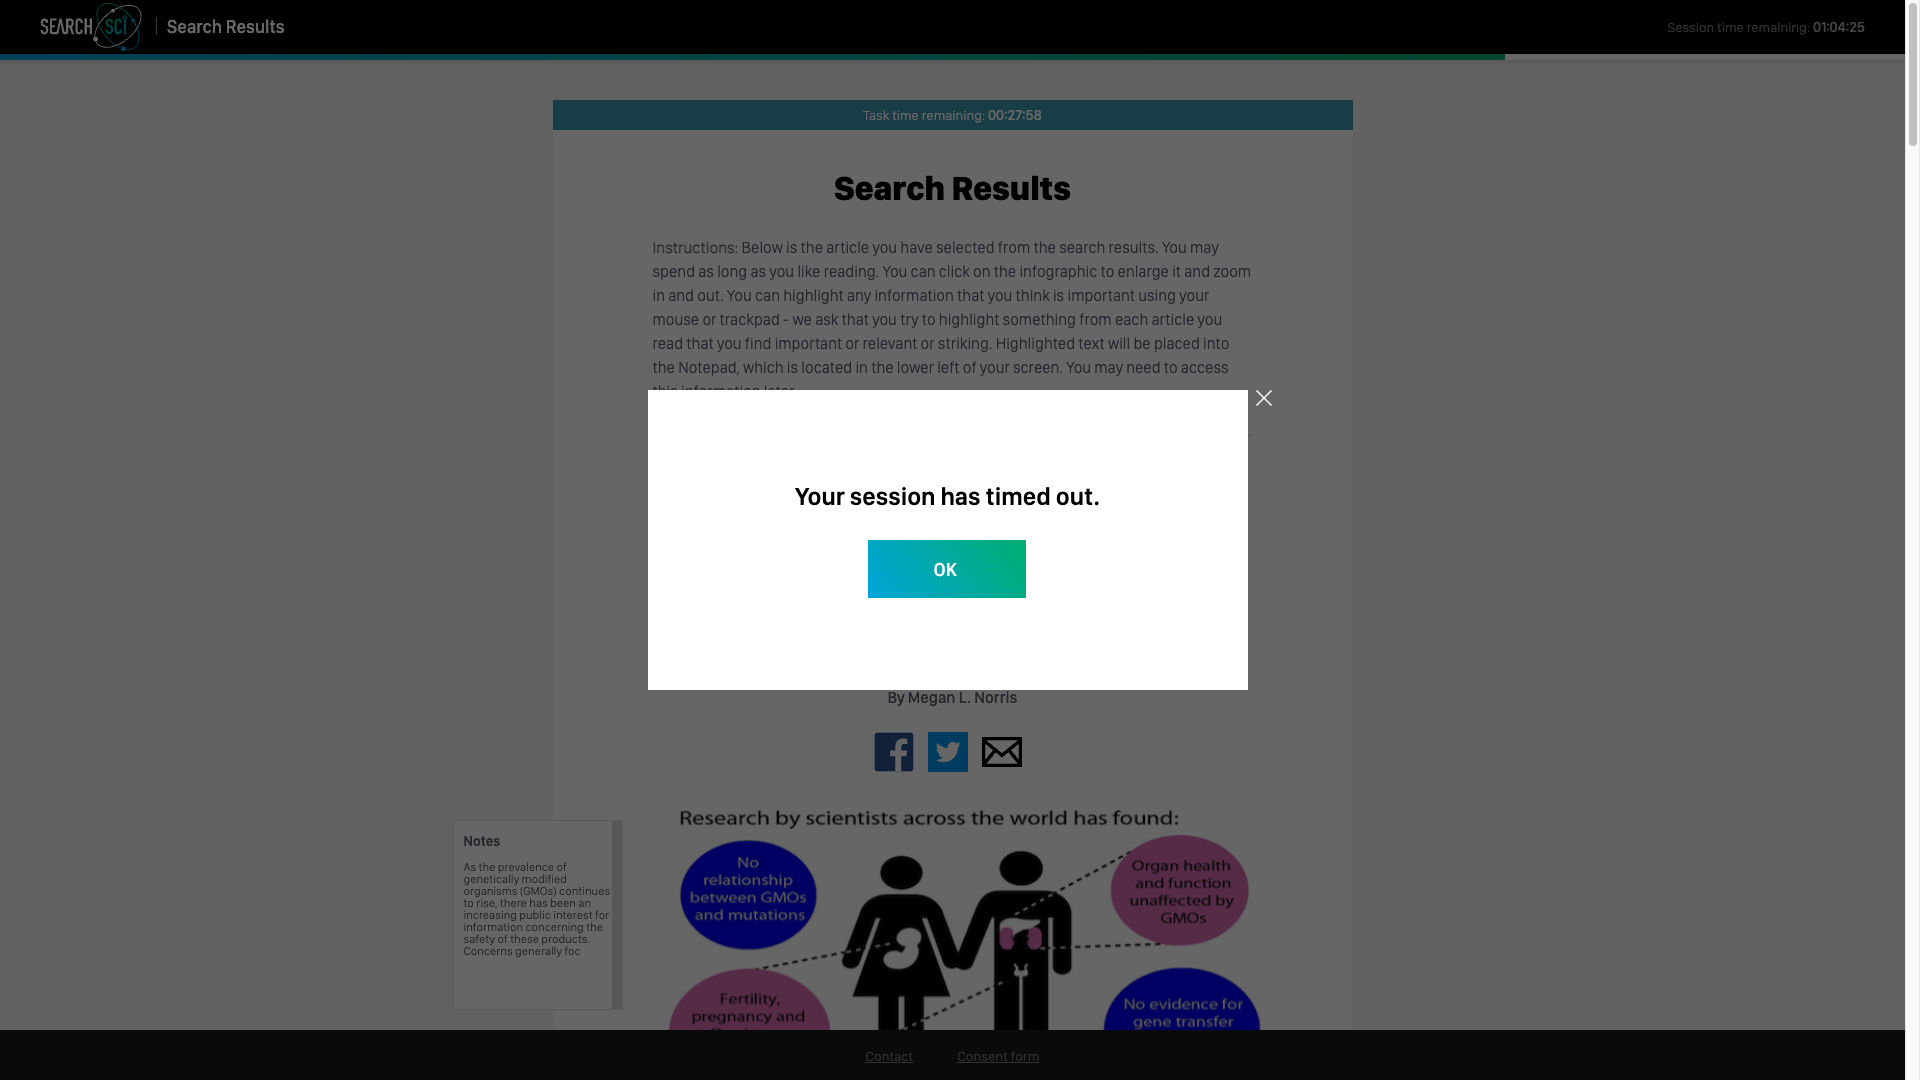 SEARCH SCI
Search Results
Session time remaining: 01:04:25
Task time remaining: 00:27:58
Search Results
Instructions: Below is the article you have selected from the search results. You may
spend as long as you like reading. You can click on the infographic to enlarge it and zoom
in and out. You can highlight any information that you think is important using your
mouse or trackpad - we ask that you try to highlight something from each article you
read that you find important or relevant or striking. Highlighted text will be placed into
the Notepad, which is located in the lower left of your screen. You may need to access
this information later.
Your session has timed out.
OK
By Megan L. Norris
Research by scientists across the world has found:
No
relationship
between GMOs
and mutations
Organ health
and function
unaffected by
GMOs
Fertility,
pregnancy and
No evidence for
gene transfer
Notes
As the prevalence of
genetically modified
organisms (GMOs) continues
to rise, there has been an
increasing public interest for
information concerning the
safety of these products.
Concerns generally foc
Contact
Consent form